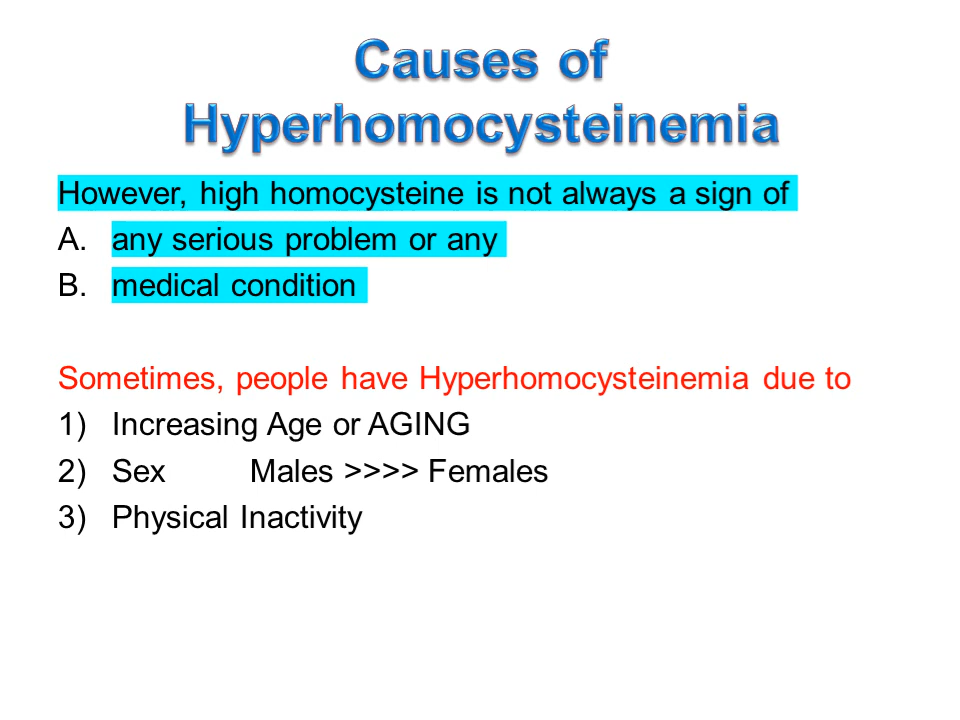 Causes of
Hyperhomocysteinemia
However, high homocysteine is not always a sign of
A. any serious problem or any
B. medical condition
Sometimes, people have Hyperhomocysteinemia due to
1) Increasing Age or AGING
2) Sex Males >>>> Females
3) Physical Inactivity